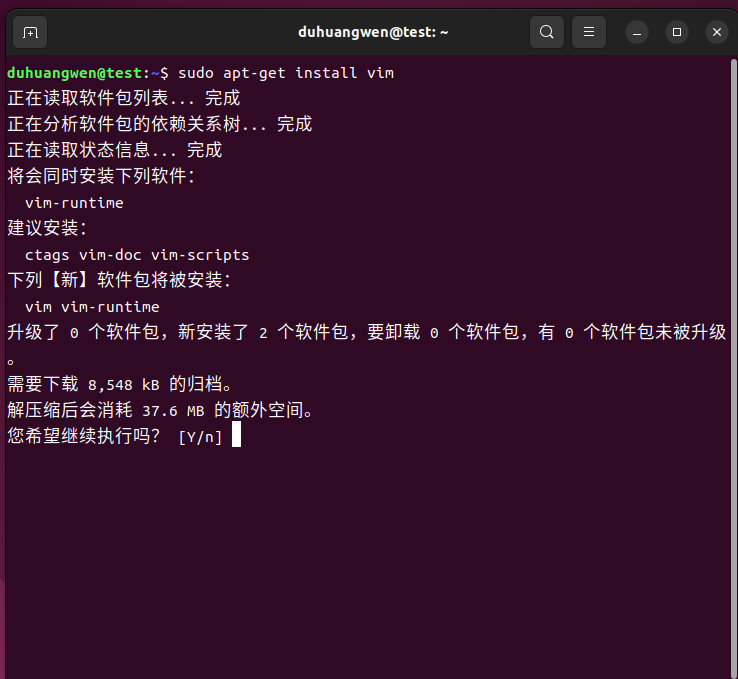 duhuangwen@test: ~
duhuangwen@test:~$ sudo apt-get install vim
正在读取软件包列表... 完成
正在分析软件包的依赖关系树... 完成
正在读取状态信息... 完成
将会同时安装下列软件：
  vim-runtime
建议安装：
  ctags vim-doc vim-scripts
下列【新】软件包将被安装：
  vim vim-runtime
升级了 0 个软件包，新安装了 2 个软件包，要卸载 0 个软件包，有 0 个软件包未被升级
。
需要下载 8,548 kB 的归档。
解压缩后会消耗 37.6 MB 的额外空间。
您希望继续执行吗？ [Y/n]